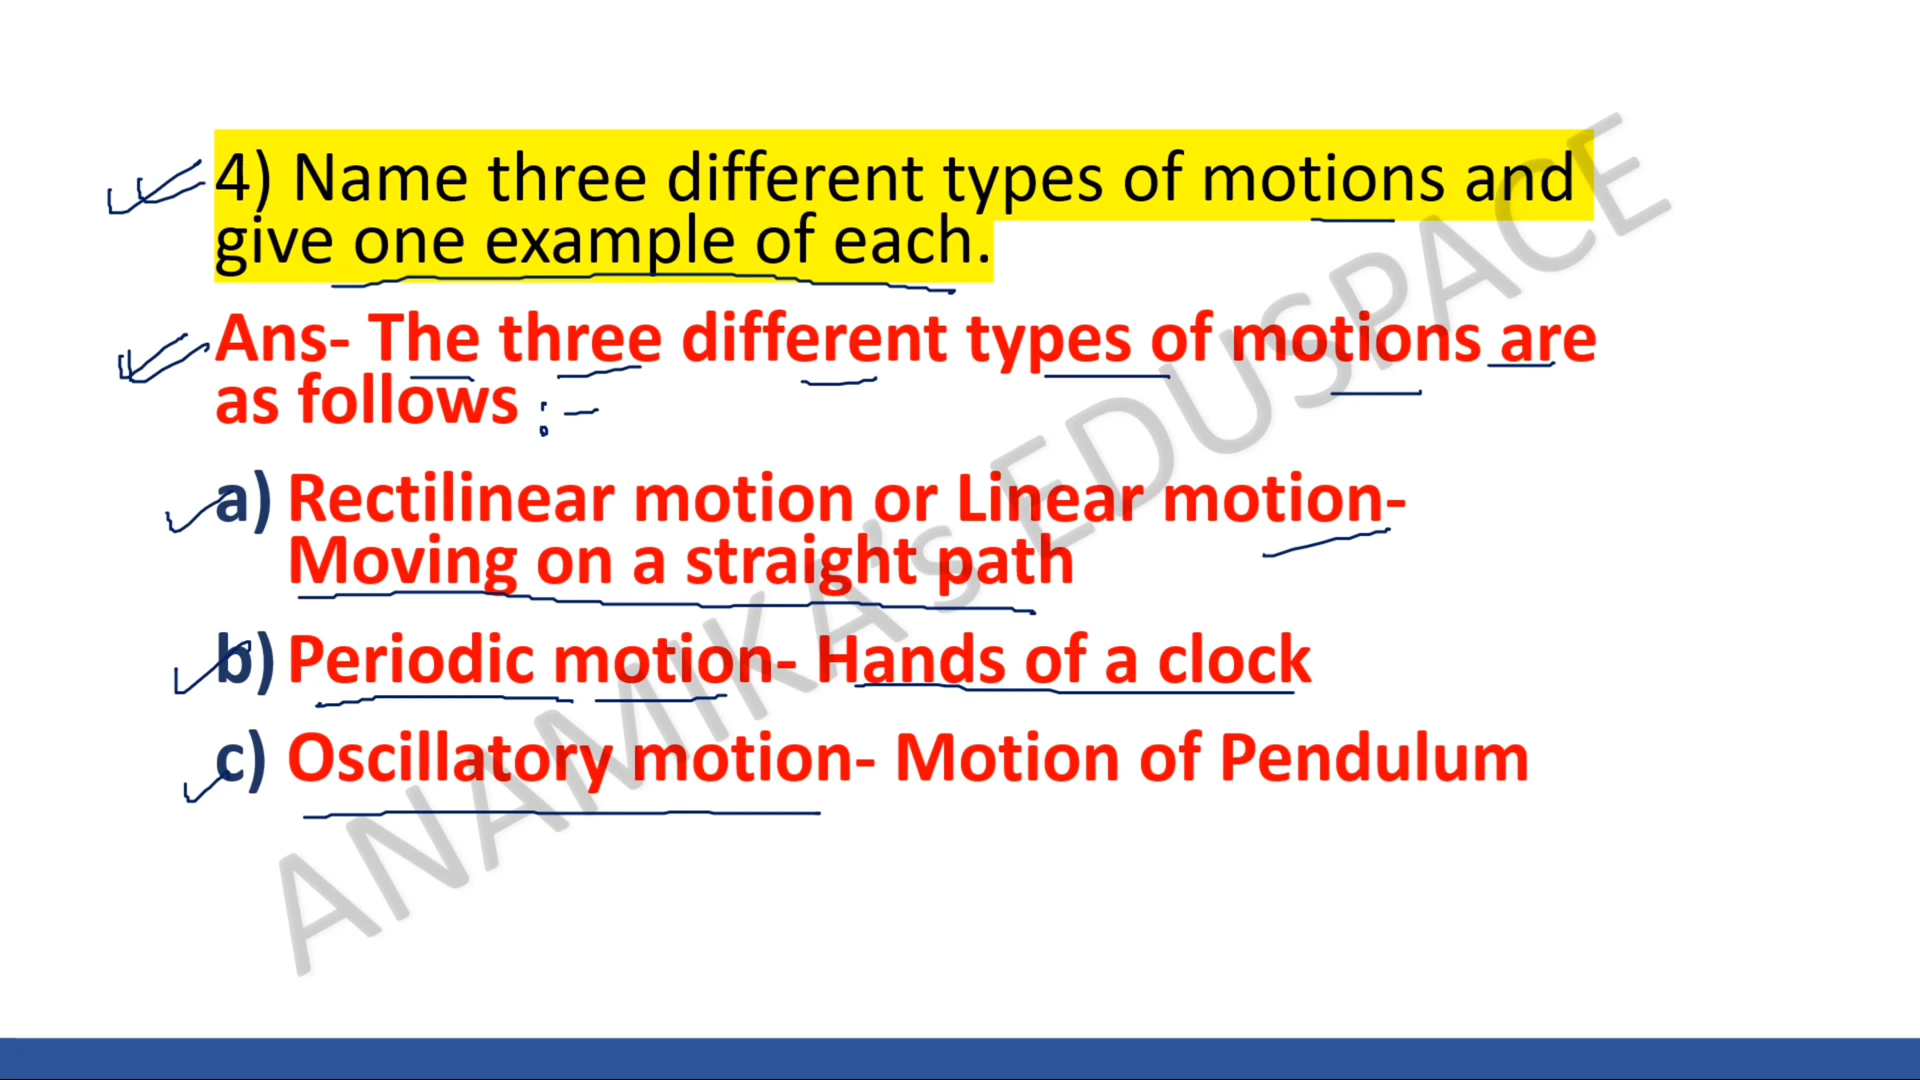 4) Name three different types of motions and
give one example of each.
Ans- The three different types of motions are
as follows :-
a) Rectilinear motion or Linear motion-
Moving on a straight path
b) Periodic motion- Hands of a clock
c) Oscillatory motion- Motion of Pendulum
ANAMIKA's EDUSPACE